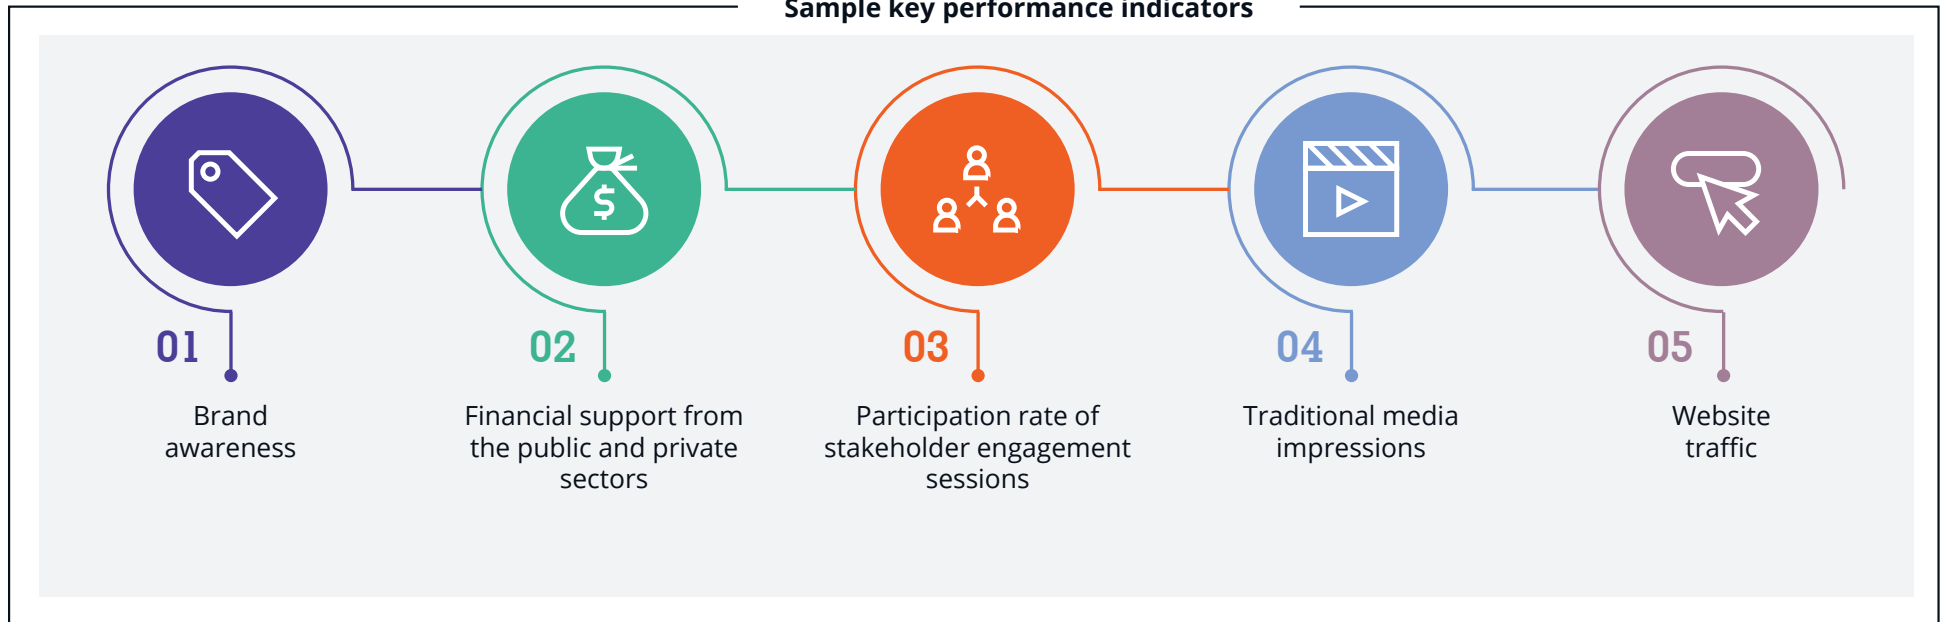 Sample key performance indicators
01
Brand
awareness
02
Financial support from
the public and private
sectors
$
03
Participation rate of
stakeholder engagement
sessions
04
Traditional media
impressions
05
Website
traffic